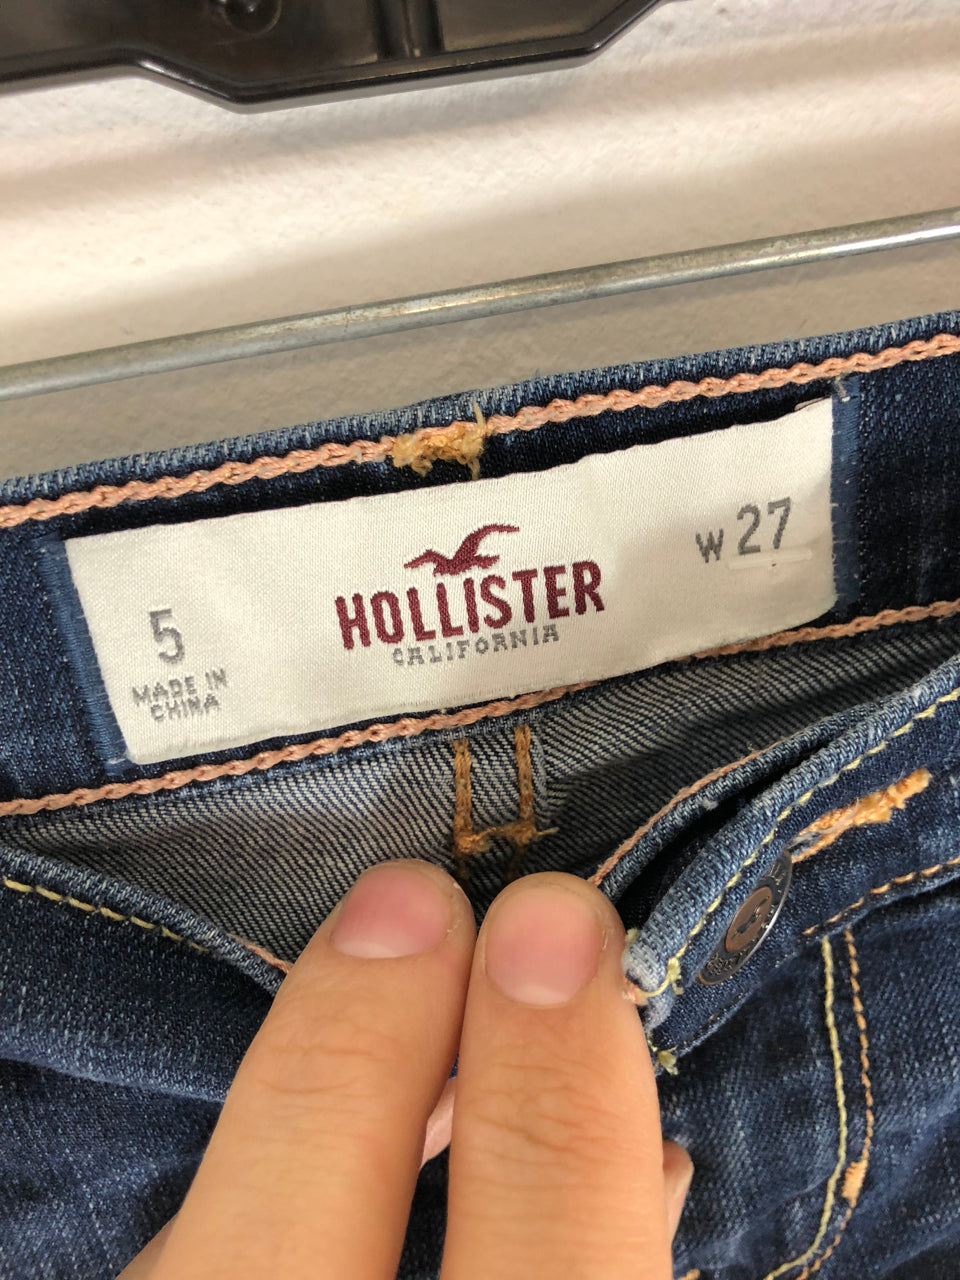 5
MADE IN
CHINA
HOLLISTER
CALIFORNIA
W 27